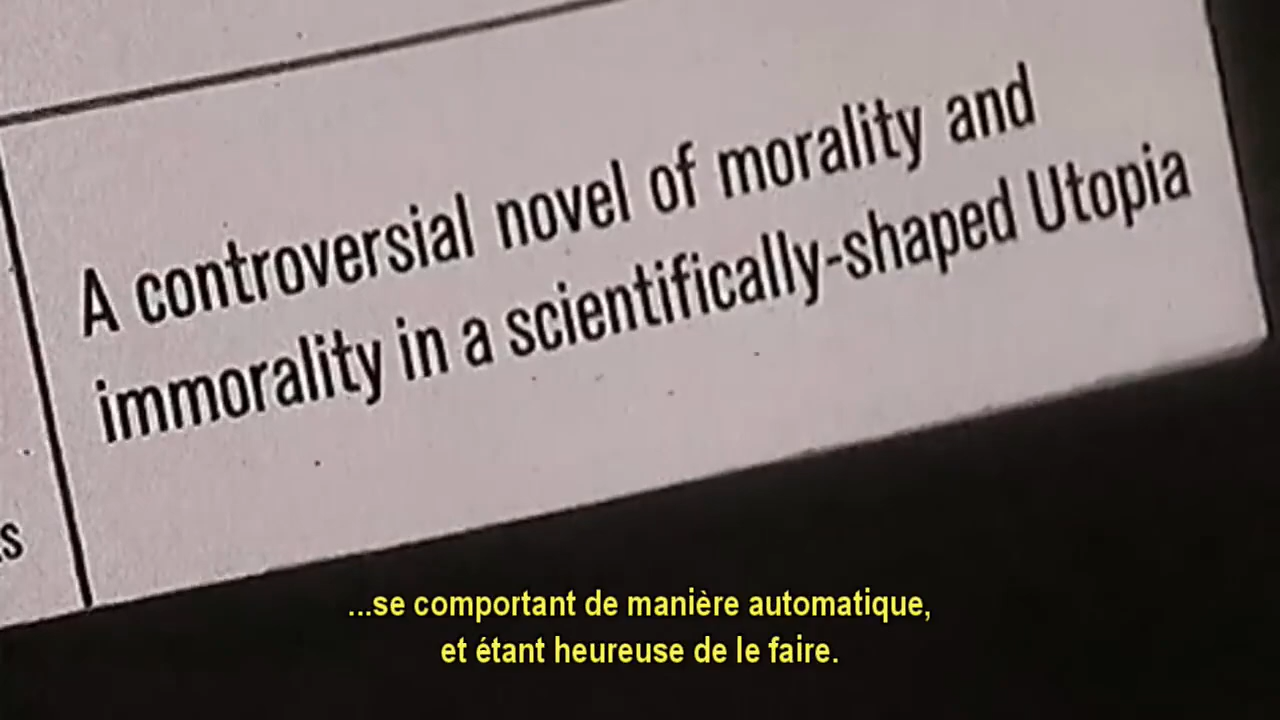 A controversial novel of morality and
immorality in a scientifically-shaped Utopia
...se comportant de manière automatique,
et étant heureuse de le faire.